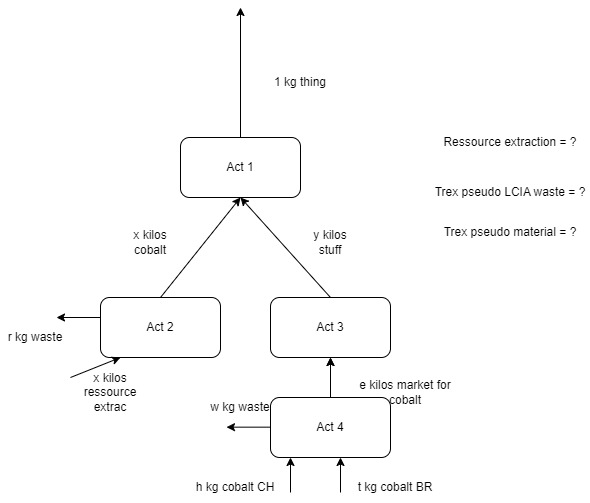 1 kg thing
Act 1
Ressource extraction = ?
Trex pseudo LCIA waste = ?
Trex pseudo material = ?
x kilos
cobalt
y kilos
stuff
Act 2
Act 3
r kg waste
x kilos
ressource
extrac
e kilos market for
cobalt
w kg waste
Act 4
h kg cobalt CH
t kg cobalt BR